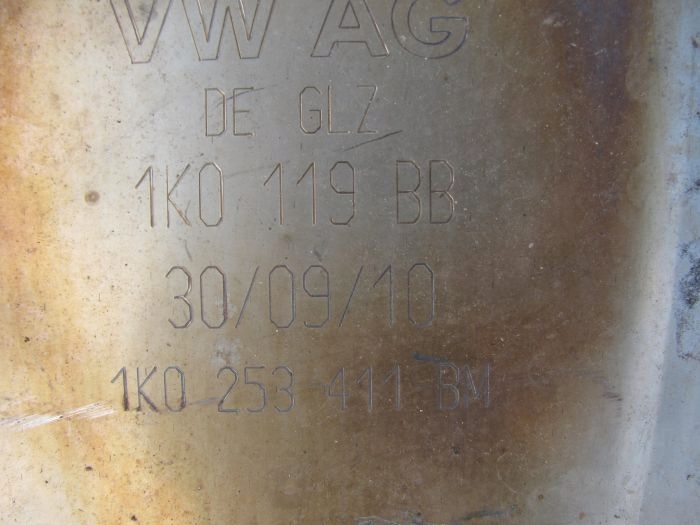 VW AG
DE GLZ
1K0 119 BB
30/09/10
1K0 253 411 BM